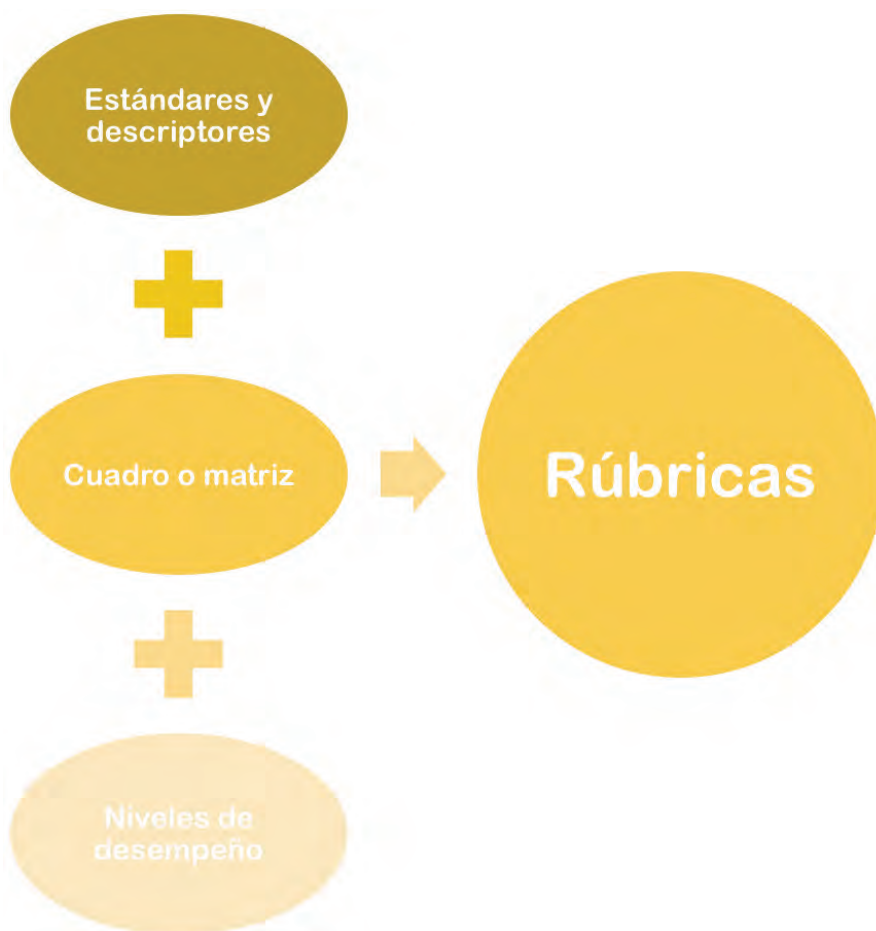 Estándares y
descriptores
Cuadro o matriz
Niveles de
desempeño
Rúbricas